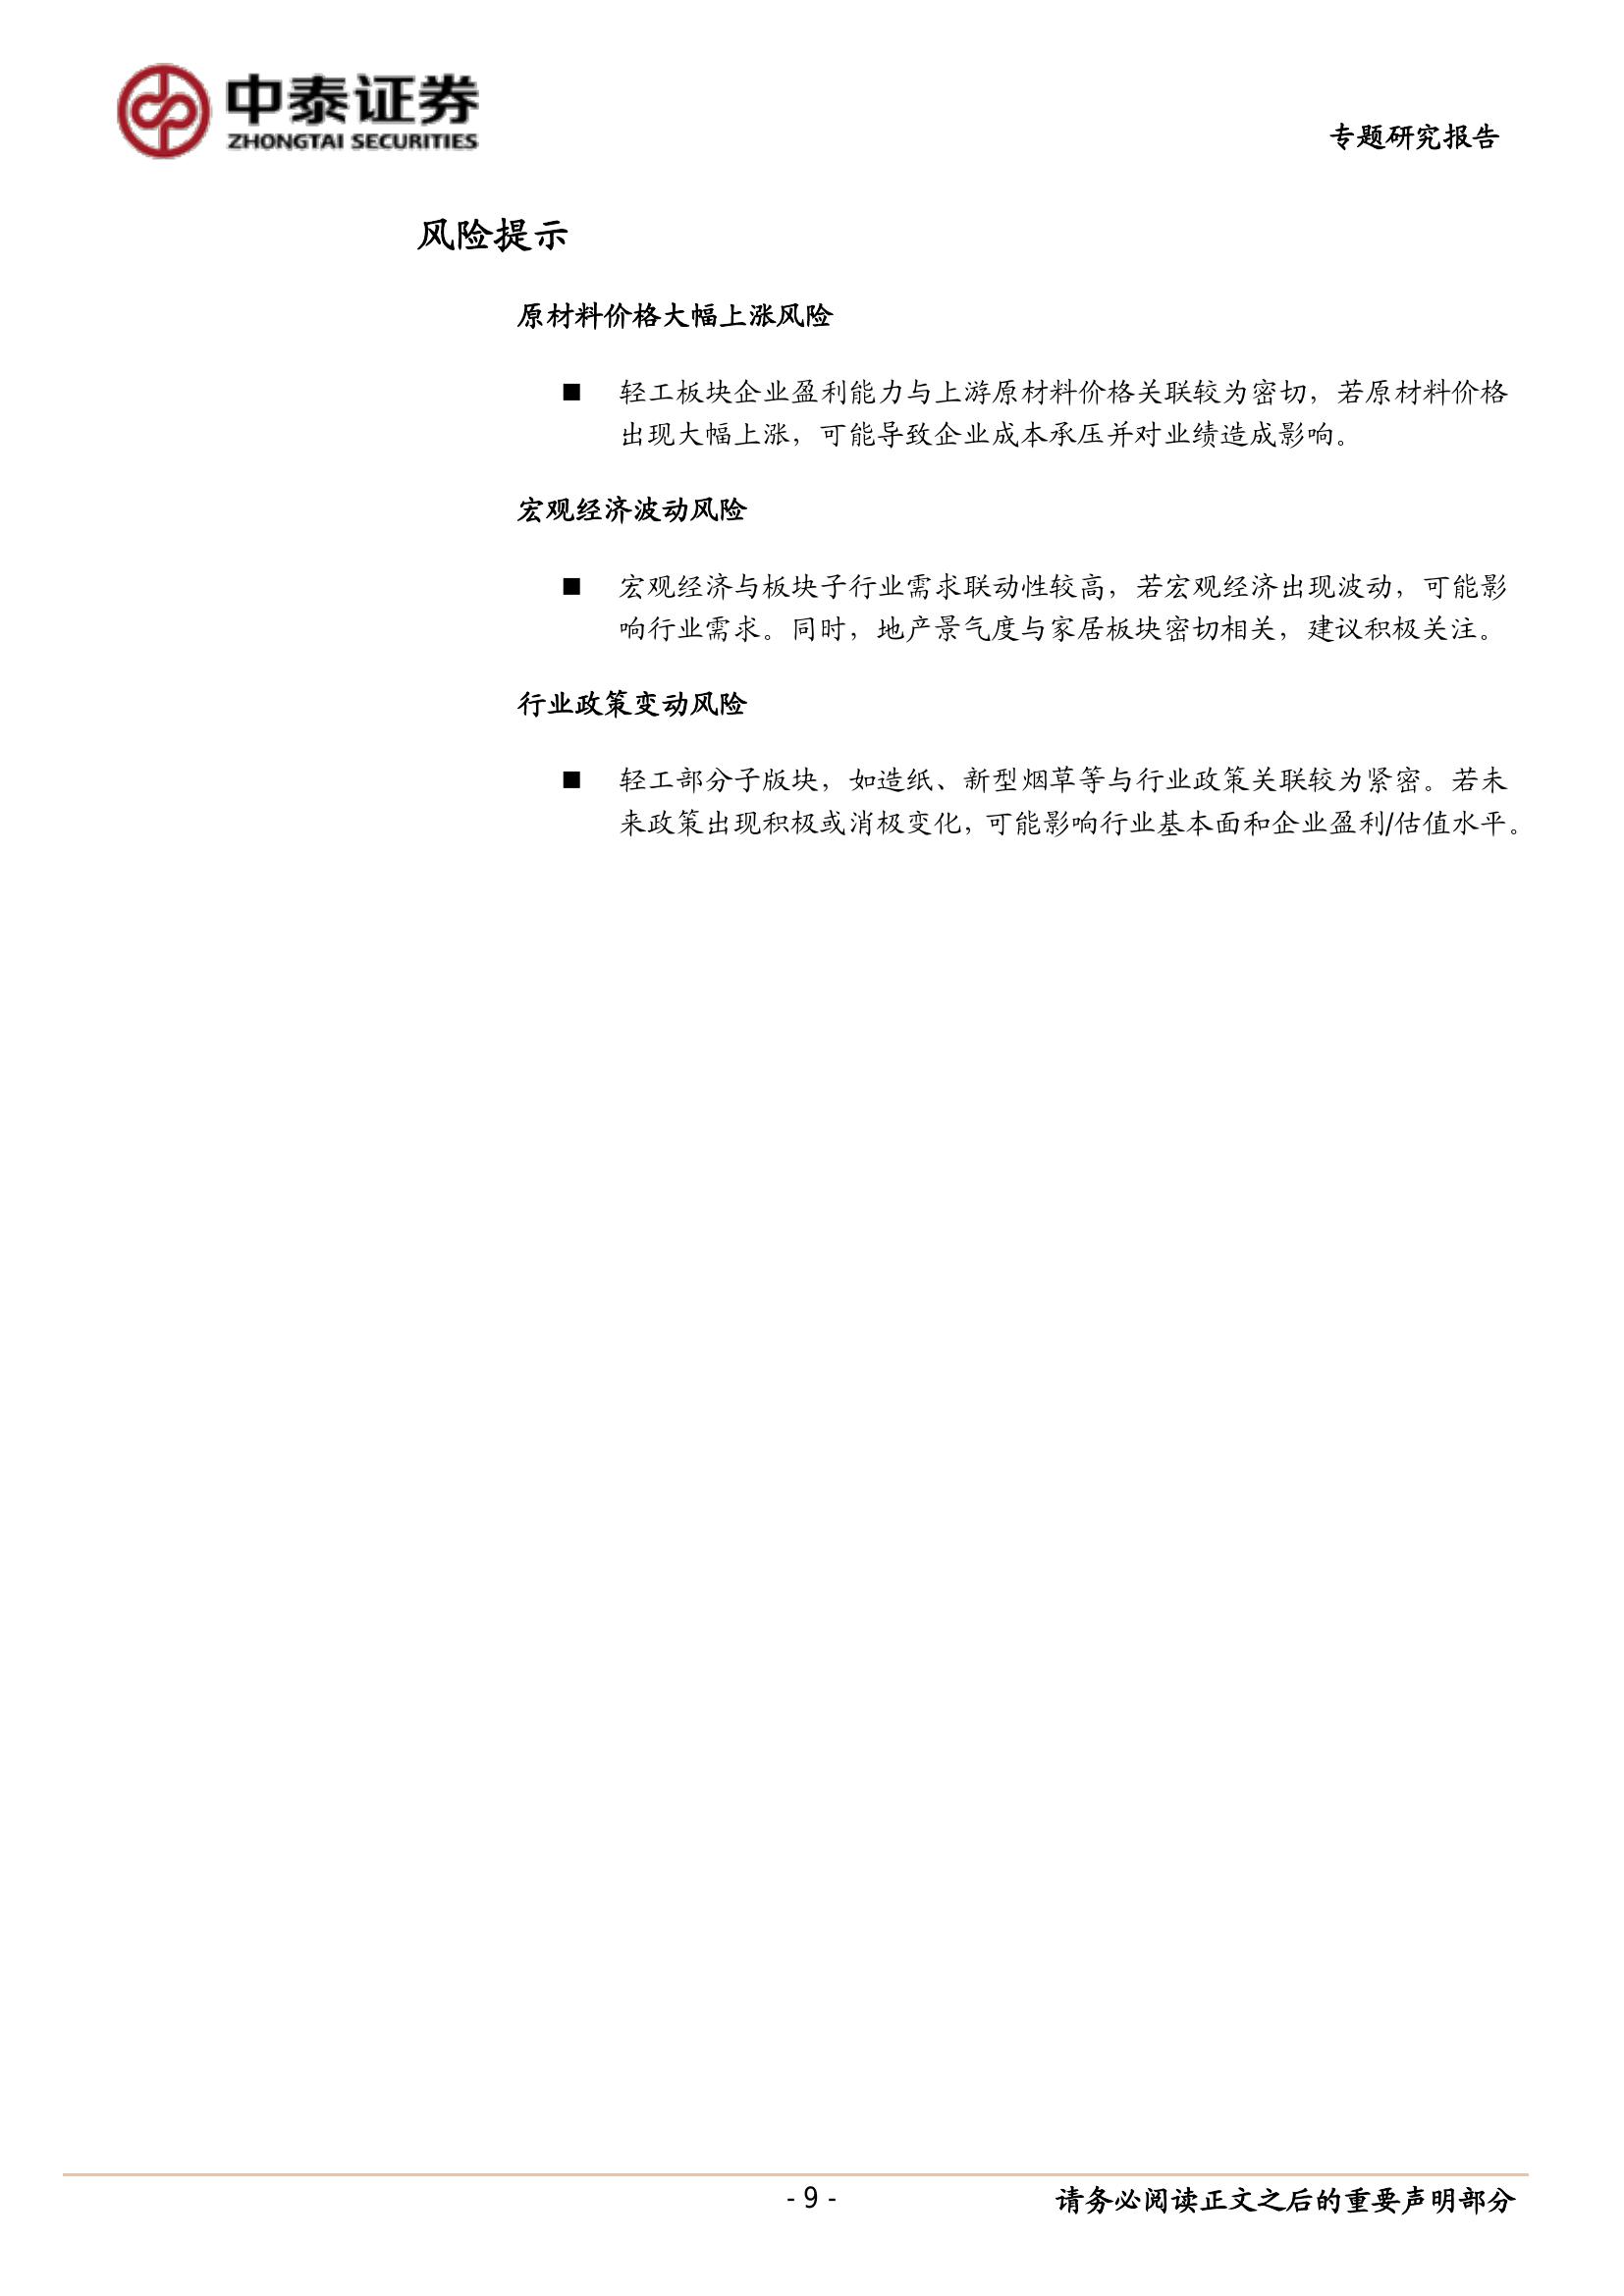 中泰证券
ZHONGTAI SECURITIES
专题研究报告
风险提示
原材料价格大幅上涨风险
■ 轻工板块企业盈利能力与上游原材料价格关联较为密切，若原材料价格
出现大幅上涨，可能导致企业成本承压并对业绩造成影响。
宏观经济波动风险
■ 宏观经济与板块子行业需求联动性较高，若宏观经济出现波动，可能影
响行业需求。同时，地产景气度与家居板块密切相关，建议积极关注。
行业政策变动风险
■ 轻工部分子版块，如造纸、新型烟草等与行业政策关联较为紧密。若未
来政策出现积极或消极变化，可能影响行业基本面和企业盈利/估值水平。
- 9 -
请务必阅读正文之后的重要声明部分